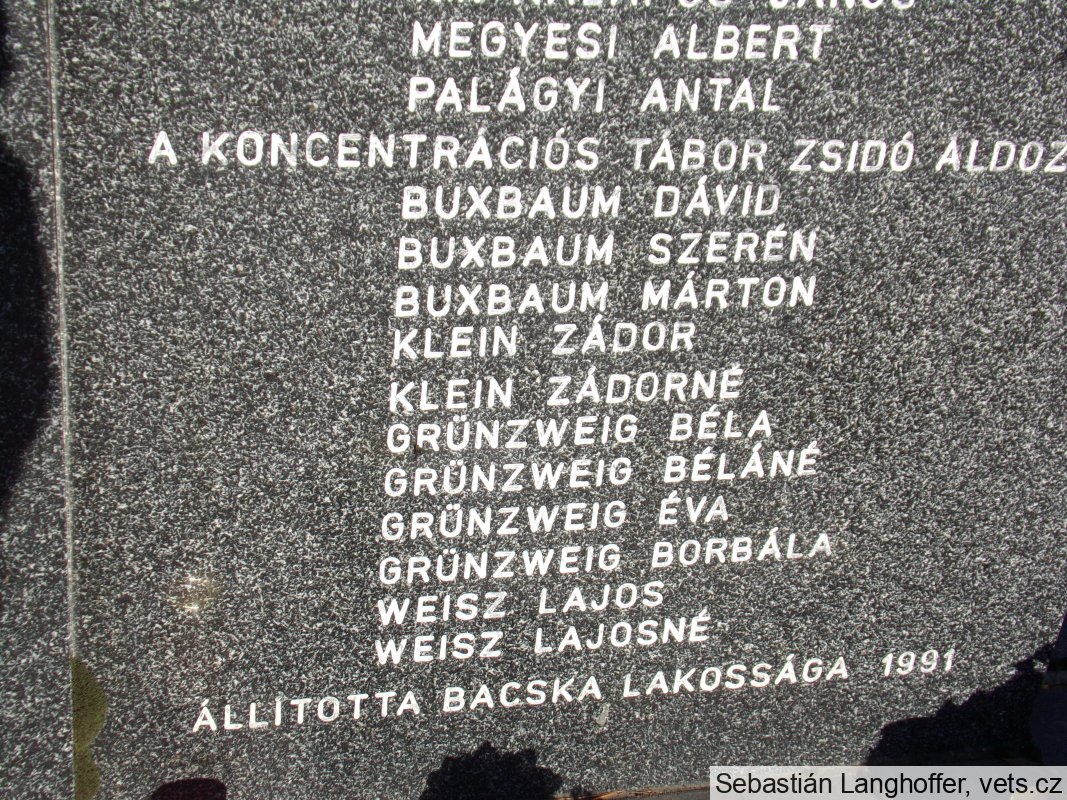 MEGYESI ALBERT
PALÁGYI ANTAL
A KONCENTRÁCIÓS TÁBOR ZSIDÓ ÁLDOZ
BUXBAUM DÁVID
BUXBAUM SZERÉN
BUXBAUM MÁRTON
KLEIN ZÁDOR
KLEIN ZÁDORNÉ
GRÜNZWEIG BÉLA
GRÜNZWEIG BÉLÁNÉ
GRÜNZWEIG ÉVA
GRÜNZWEIG BORBÁLA
WEISZ LAJOS
WEISZ LAJOSNÉ
ÁLLÍTOTTA BACSKA LAKOSSÁGA 1991
Sebastián Langhoffer, vets.cz